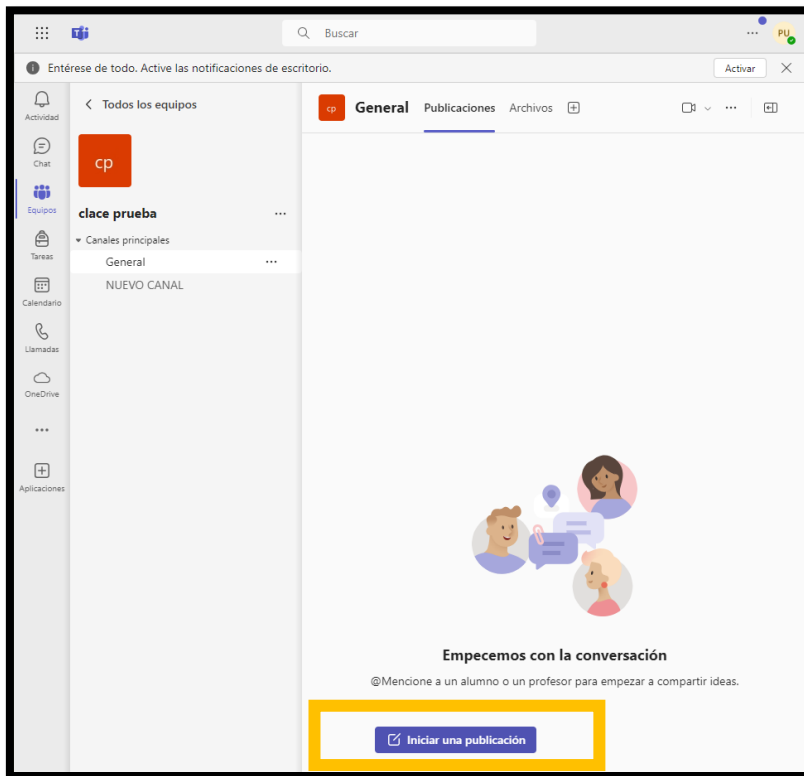 Buscar
PU
Entérese de todo. Active las notificaciones de escritorio.
Activar
Actividad
Chat
Equipos
Tareas
Calendario
Llamadas
OneDrive
Aplicaciones
Todos los equipos
cp
clace prueba
Canales principales
General
NUEVO CANAL
cp General Publicaciones Archivos
Empecemos con la conversación
@Mencione a un alumno o un profesor para empezar a compartir ideas.
Iniciar una publicación